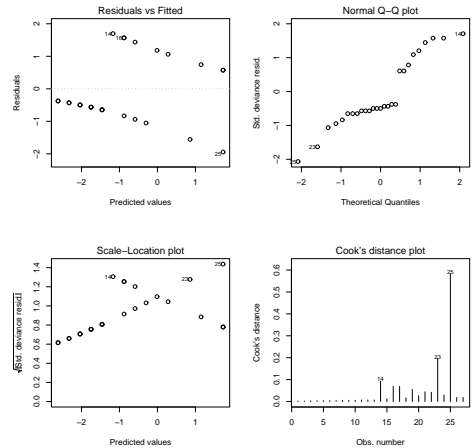 Residuals vs Fitted
Residuals
2
1
0
−1
−2
14
16
25
−2 −1 0 1
Predicted values
Normal Q−Q plot
Std. deviance resid.
2
1
0
−1
−2
14
23
25
−2 −1 0 1 2
Theoretical Quantiles
Scale−Location plot
√|Std. deviance resid.|
1.4
1.2
1.0
0.8
0.6
0.4
0.2
0.0
14
23
25
−2 −1 0 1
Predicted values
Cook's distance plot
Cook's distance
0.6
0.5
0.4
0.3
0.2
0.1
0.0
14
23
25
0 5 10 15 20 25
Obs. number